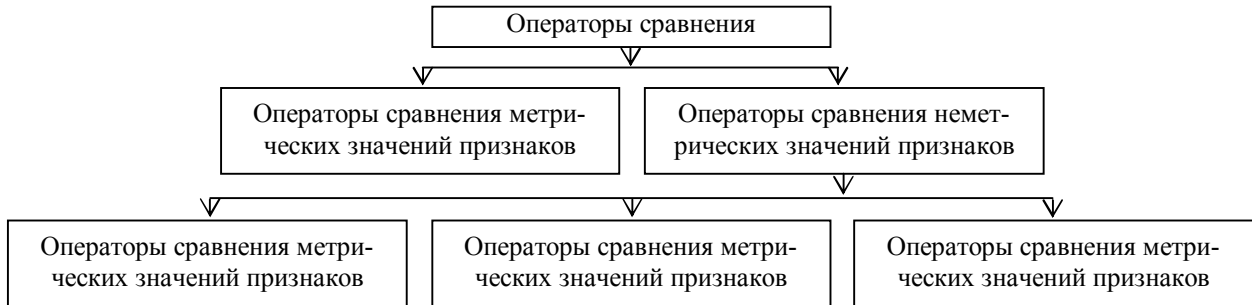 Операторы сравнения
Операторы сравнения метри-
ческих значений признаков
Операторы сравнения немет-
рических значений признаков
Операторы сравнения метри-
ческих значений признаков
Операторы сравнения метри-
ческих значений признаков
Операторы сравнения метри-
ческих значений признаков